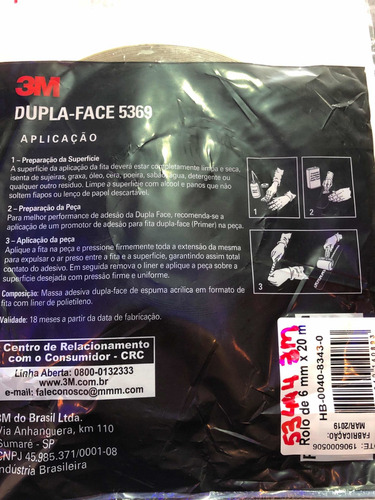 3M
DUPLA-FACE 5369
APLICAÇÃO
1 – Preparação da Superfície
A superfície da aplicação da fita devera estar completamente limpa e seca,
isenta de sujeiras, graxa, óleo, cera, poeira, sabão, água, detergente ou
qualquer outro resíduo. Limpe a superfície com álcool e panos que não
soltem fiapos ou lenço de papel descartável.
2 – Preparação da Peça
Para melhor performance de adesão da Dupla Face, recomenda-se a
aplicação de um promotor de adesão para fita dupla-face (Primer) na peça.
3 – Aplicação da peça
Aplique a fita na peça e pressione firmemente toda a extensão da mesma
para expulsar o ar preso entre a fita e a superfície, garantindo assim total
contato do adesivo. Em seguida remova o liner e aplique a peça sobre a
superfície desejada com pressão firme e uniforme.
Composição: Massa adesiva dupla-face de espuma acrílica em formato de
fita com liner de polietileno.
Validade: 18 meses a partir da data de fabricação.
1
2
3
Centro de Relacionamento
com o Consumidor - CRC
Linha Aberta: 0800-0132333
www.3M.com.br
e-mail: faleconosco@mmm.com
3M do Brasil Ltda.
Via Anhanguera, km 110
Sumaré - SP
CNPJ 45.985.371/0001-08
Indústria Brasileira
53444 3M
Rolo de 6 mm x 20 m
HB-0040-8343-0
FABRICAÇÃO:
MAR/2019
OTE: 1906000506